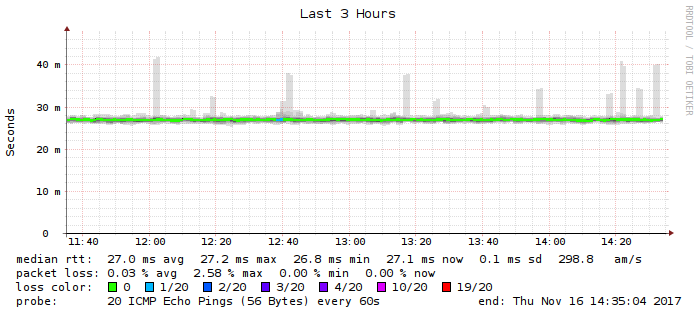 Last 3 Hours
RRDTOOL / TOBI OETIKER
Seconds
40 m
30 m
20 m
10 m
0
11:40 12:00 12:20 12:40 13:00 13:20 13:40 14:00 14:20
median rtt: 27.0 ms avg 27.2 ms max 26.8 ms min 27.1 ms now 0.1 ms sd 298.8 am/s
packet loss: 0.03 % avg 2.58 % max 0.00 % min 0.00 % now
loss color: 0 1/20 2/20 3/20 4/20 10/20 19/20
probe: 20 ICMP Echo Pings (56 Bytes) every 60s end: Thu Nov 16 14:35:04 2017